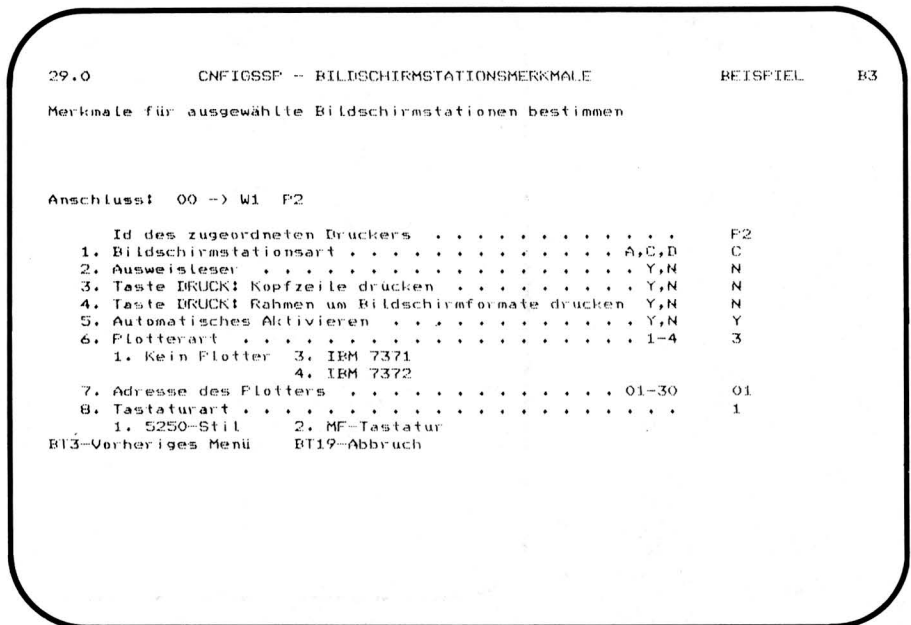 29.0 CNFIGSSP -- BILDSCHIRMSTATIONSMERKMALE BEISPIEL B3
Merkmale für ausgewählte Bildschirmstationen bestimmen
Anschluss: 00 -> W1 P2
Id des zugeordneten Druckers . . . . . . . . . . . . . P2
1. Bildschirmstationsart . . . . . . . . . . . . . . A,C,D C
2. Ausweisleser . . . . . . . . . . . . . . . . . . . Y,N N
3. Taste DRUCK: Kopfzeile drucken . . . . . . . . . Y,N N
4. Taste DRUCK: Rahmen um Bildschirmformate drucken Y,N N
5. Automatisches Aktivieren . . . . . . . . . . . . . Y,N Y
6. Plotterart . . . . . . . . . . . . . . . . . . . . 1-4 3
1. Kein Plotter 3. IBM 7371
4. IBM 7372
7. Adresse des Plotters . . . . . . . . . . . . . 01-30 01
8. Tastaturart . . . . . . . . . . . . . . . . . . . . . 1
1. 5250-Stil 2. MF-Tastatur
BT3-Vorheriges Menü BT19-Abbruch